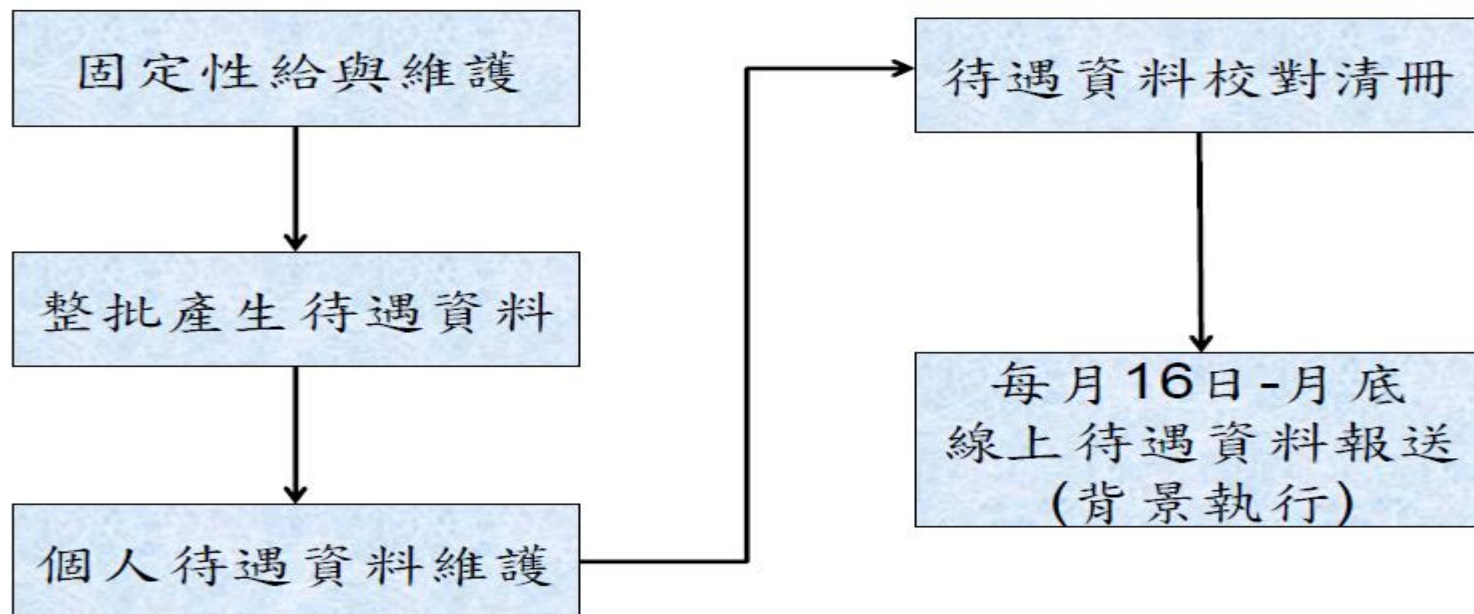 固定性給與維護
整批產生待遇資料
個人待遇資料維護
待遇資料校對清冊
每月16日-月底
線上待遇資料報送
(背景執行)